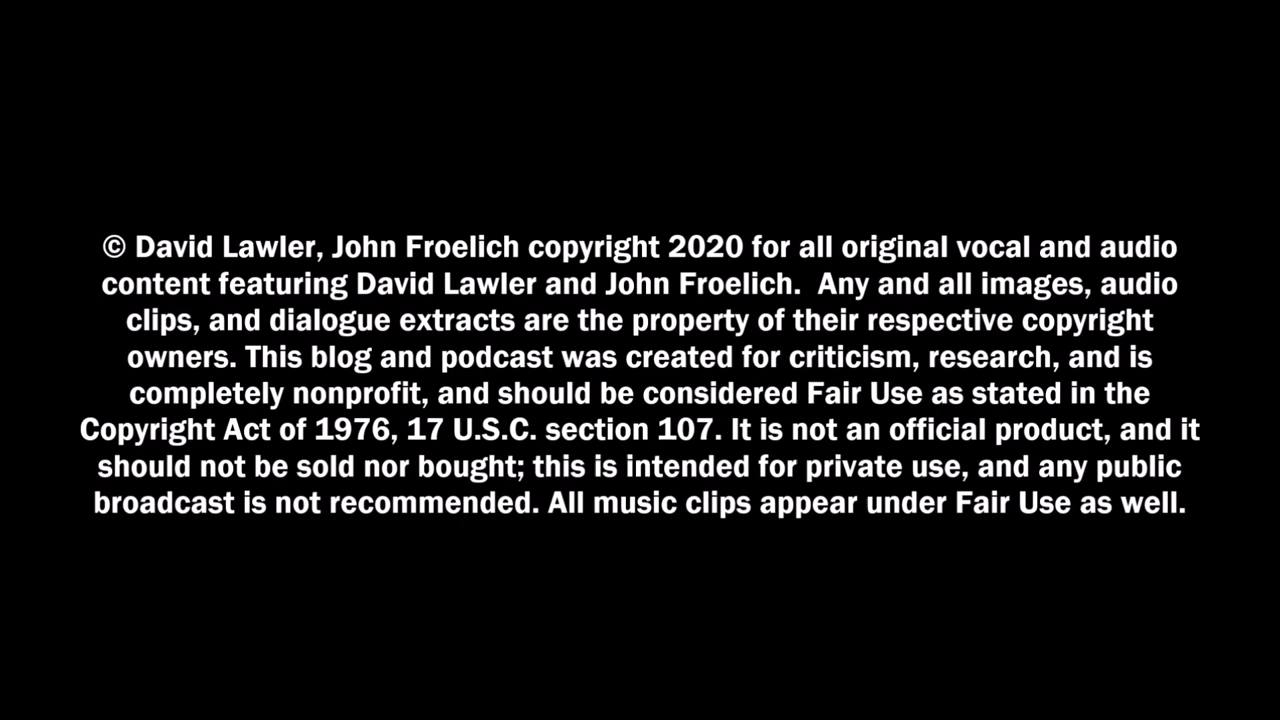 © David Lawler, John Froelich copyright 2020 for all original vocal and audio
content featuring David Lawler and John Froelich.  Any and all images, audio
clips, and dialogue extracts are the property of their respective copyright
owners. This blog and podcast was created for criticism, research, and is
completely nonprofit, and should be considered Fair Use as stated in the
Copyright Act of 1976, 17 U.S.C. section 107. It is not an official product, and it
should not be sold nor bought; this is intended for private use, and any public
broadcast is not recommended. All music clips appear under Fair Use as well.